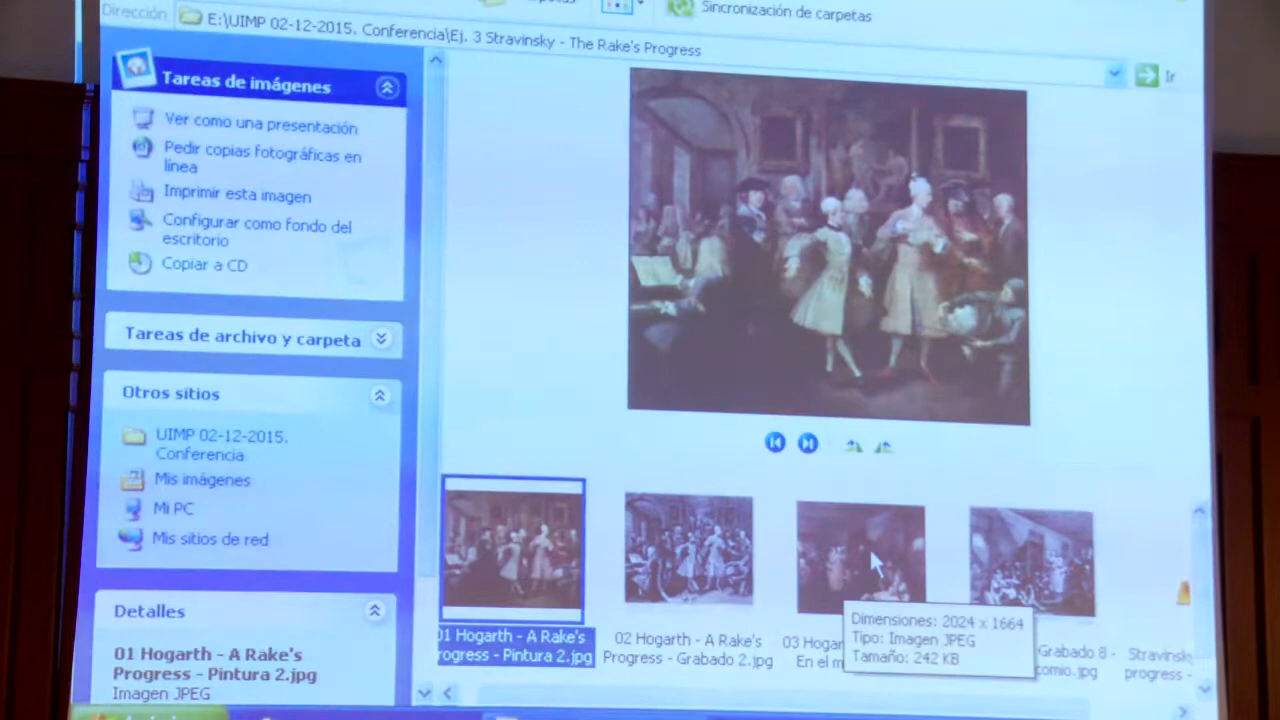 Dirección
E:\UIMP 02-12-2015. Conferencia\Ej. 3 Stravinsky - The Rake's Progress
Sincronización de carpetas
Ir
Tareas de imágenes
Ver como una presentación
Pedir copias fotográficas en
línea
Imprimir esta imagen
Configurar como fondo del
escritorio
Copiar a CD
Tareas de archivo y carpeta
Otros sitios
UIMP 02-12-2015.
Conferencia
Mis imágenes
Mi PC
Mis sitios de red
Detalles
01 Hogarth - A Rake's
Progress - Pintura 2.jpg
Imagen JPEG
01 Hogarth - A Rake's
rogress - Pintura 2.jpg
02 Hogarth - A Rake's
Progress - Grabado 2.jpg
03 Hogar
En el m
Dimensiones: 2024 x 1664
Tipo: Imagen JPEG
Tamaño: 242 KB
Grabado 8 -
comio.jpg
Stravinsky
progress -